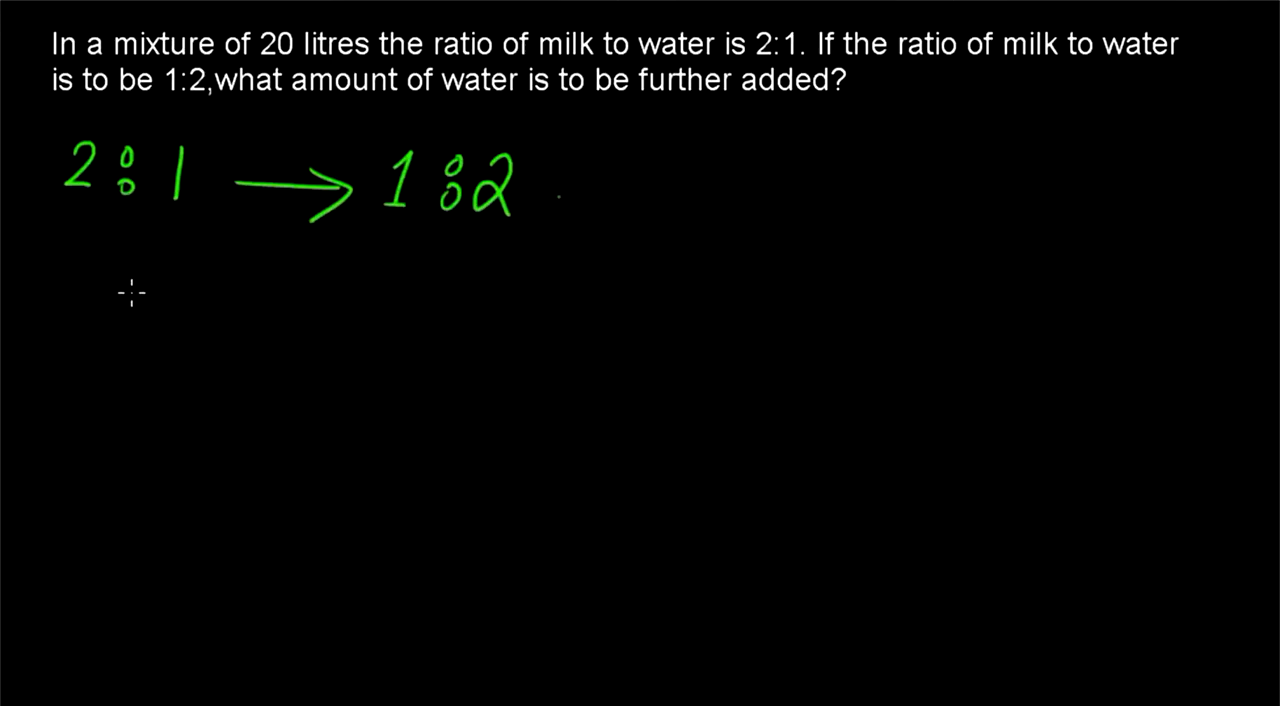 In a mixture of 20 litres the ratio of milk to water is 2:1. If the ratio of milk to water
is to be 1:2,what amount of water is to be further added?
2 : 1 → 1 : 2